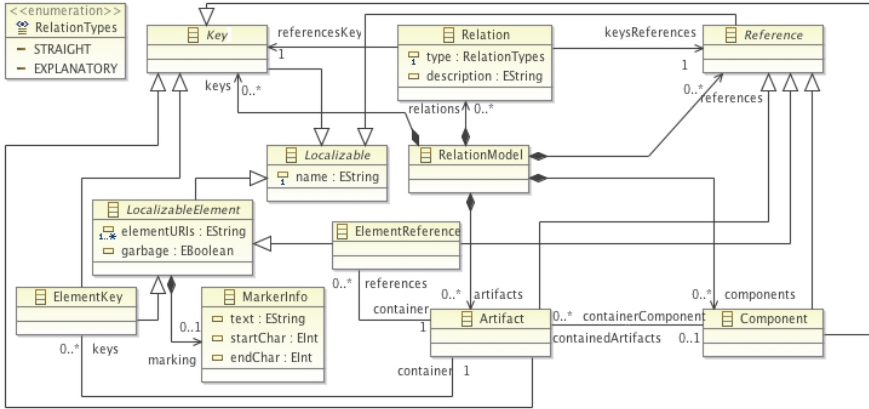 <<enumeration>>
RelationTypes
STRAIGHT
EXPLANATORY
Key
referencesKey
1
keys
0..*
Relation
1
type : RelationTypes
description : EString
keysReferences
1
Reference
0..*
references
relations
0..*
Localizable
1
name : EString
RelationModel
LocalizableElement
1..*
elementURIs : EString
garbage : EBoolean
ElementReference
references
0..*
container
1
0..*
artifacts
0..*
components
ElementKey
0..*
keys
MarkerInfo
text : EString
startChar : EInt
endChar : EInt
0..1
marking
Artifact
container
1
0..*
containerComponent
containedArtifacts
0..1
Component